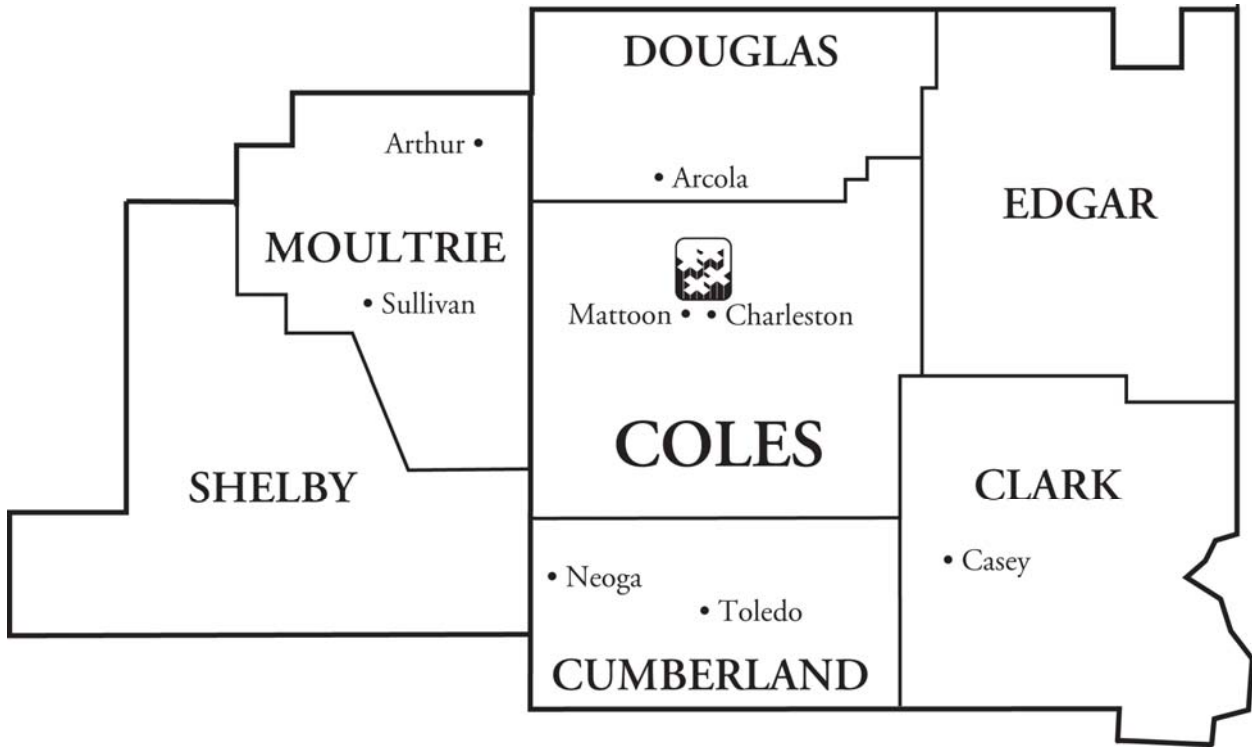 DOUGLAS
Arthur
Arcola
EDGAR
MOULTRIE
Sullivan
Mattoon
Charleston
COLES
SHELBY
CLARK
Casey
Neoga
Toledo
CUMBERLAND